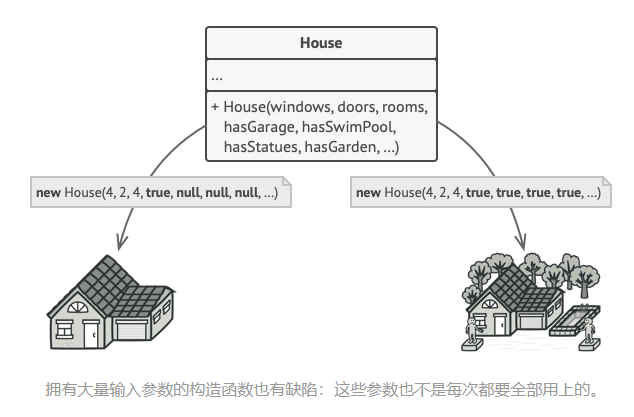 House
...
+ House(windows, doors, rooms,
hasGarage, hasSwimPool,
hasStatues, hasGarden, ...)
new House(4, 2, 4, true, null, null, null, ...)
new House(4, 2, 4, true, true, true, true, ...)
拥有大量输入参数的构造函数也有缺陷：这些参数也不是每次都要全部用上的。